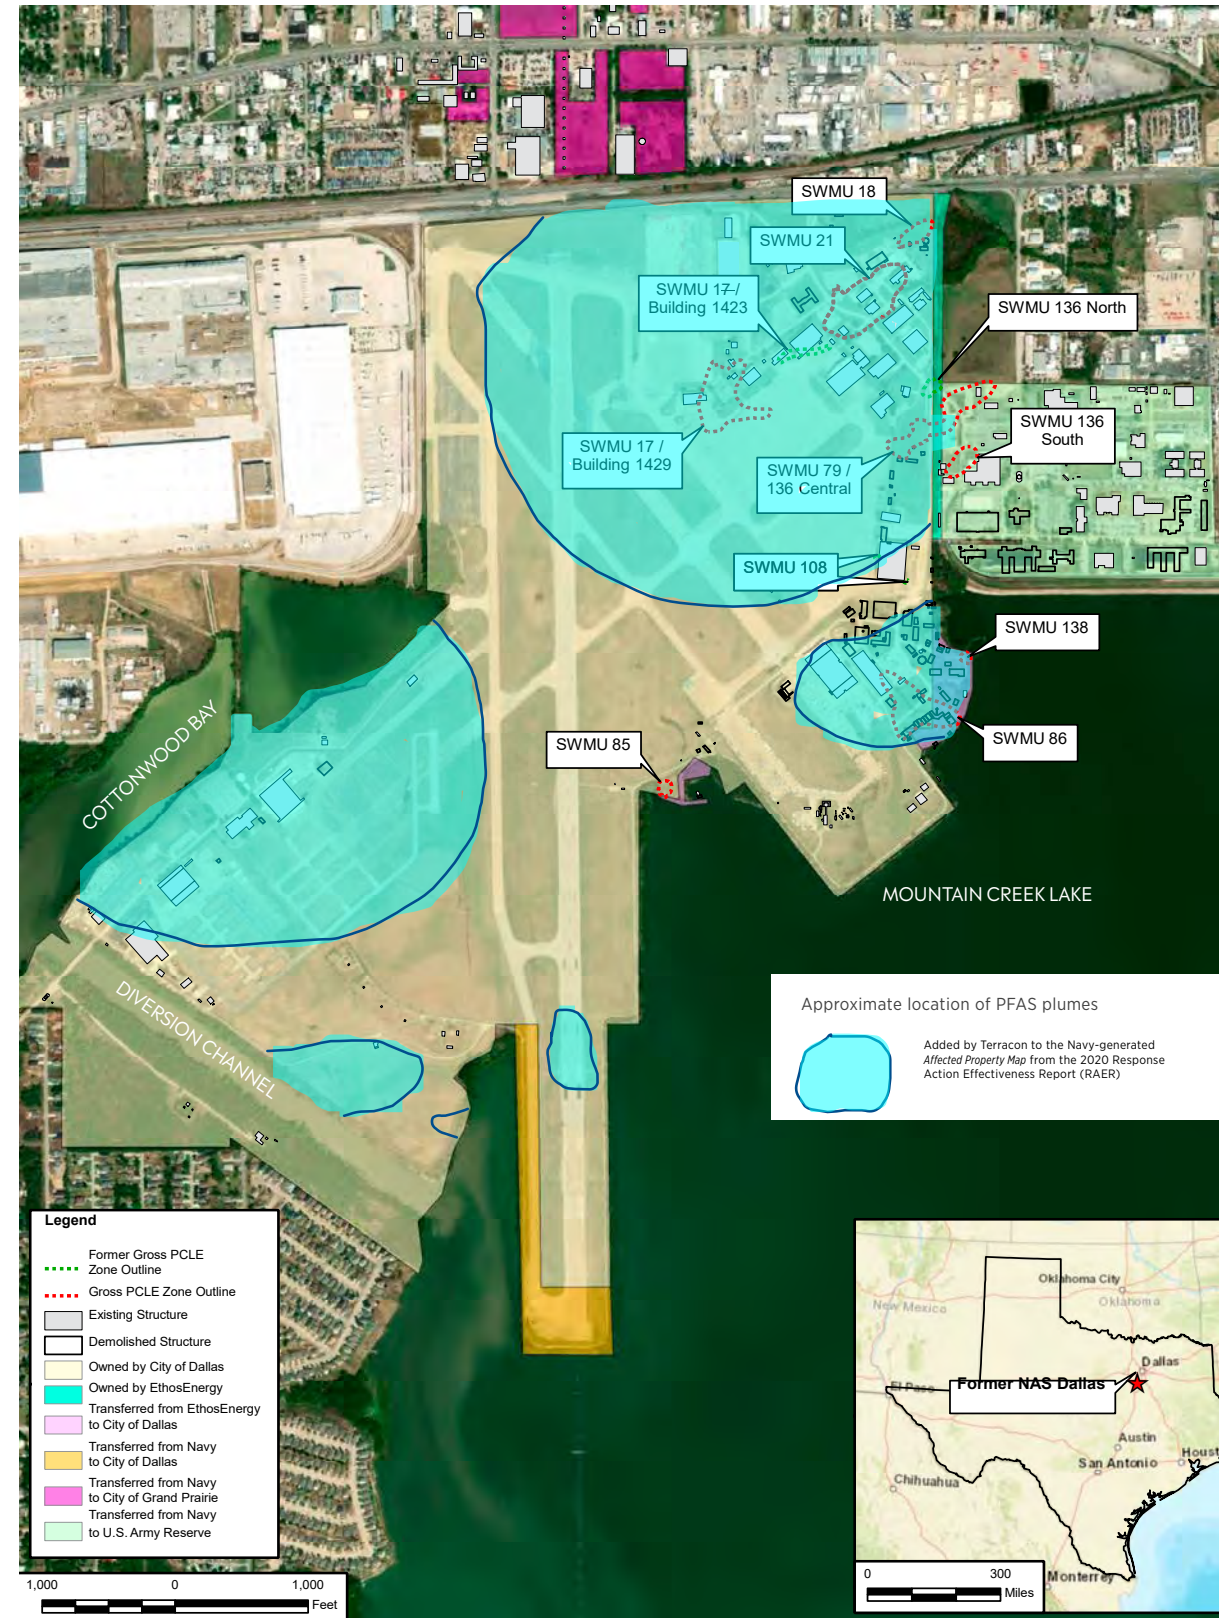 SWMU 18
SWMU 21
SWMU 17 /
Building 1423
SWMU 136 North
SWMU 136
South
SWMU 17 /
Building 1429
SWMU 79 /
136 Central
SWMU 108
SWMU 138
SWMU 86
SWMU 85
COTTONWOOD BAY
MOUNTAIN CREEK LAKE
DIVERSION CHANNEL
Approximate location of PFAS plumes
Added by Terracon to the Navy-generated
Affected Property Map from the 2020 Response
Action Effectiveness Report (RAER)
Legend
Former Gross PCLE
Zone Outline
Gross PCLE Zone Outline
Existing Structure
Demolished Structure
Owned by City of Dallas
Owned by EthosEnergy
Transferred from EthosEnergy
to City of Dallas
Transferred from Navy
to City of Dallas
Transferred from Navy
to City of Grand Prairie
Transferred from Navy
to U.S. Army Reserve
1,000 0 1,000
Feet
Oklahoma City
New Mexico
Oklahoma
Dallas
El Paso
Former NAS Dallas
Austin
Houst
San Antonio
Chihuahua
Monterrey
0 300
Miles